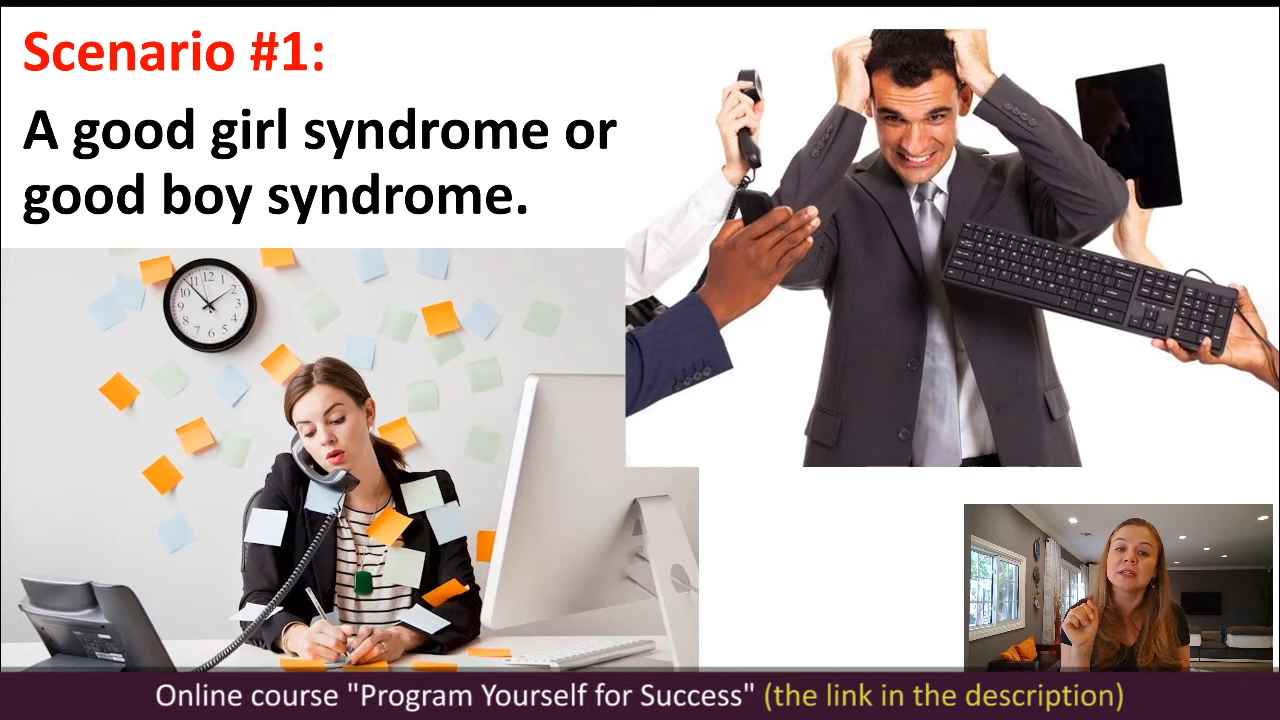 Scenario #1:
A good girl syndrome or
good boy syndrome.
Online course "Program Yourself for Success" (the link in the description)